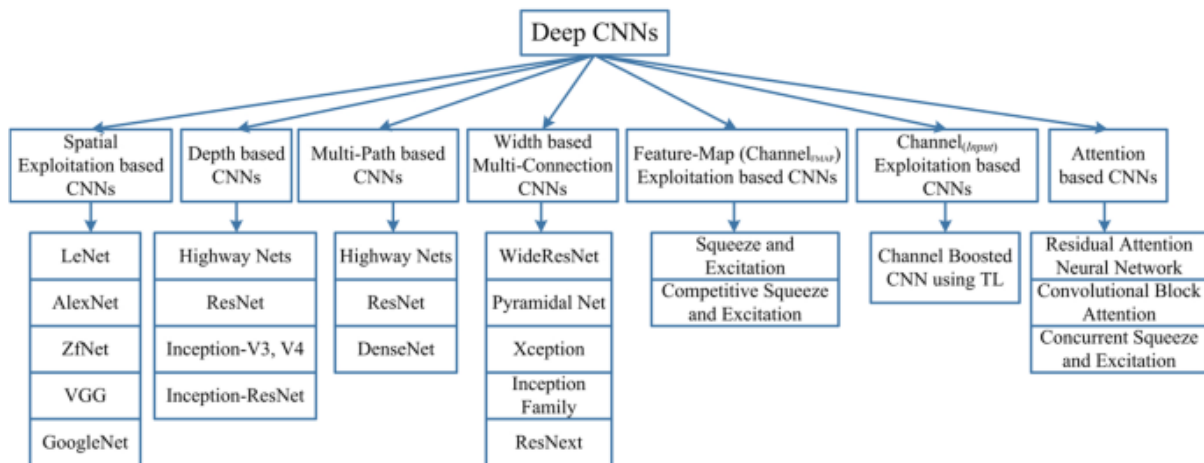 Deep CNNs
Spatial
Exploitation based
CNNs
Depth based
CNNs
Multi-Path based
CNNs
Width based
Multi-Connection
CNNs
Feature-Map (ChannelFMAP)
Exploitation based CNNs
Channel(Input)
Exploitation based
CNNs
Attention
based CNNs
LeNet
AlexNet
ZfNet
VGG
GoogleNet
Highway Nets
ResNet
Inception-V3, V4
Inception-ResNet
Highway Nets
ResNet
DenseNet
WideResNet
Pyramidal Net
Xception
Inception
Family
ResNext
Squeeze and
Excitation
Competitive Squeeze
and Excitation
Channel Boosted
CNN using TL
Residual Attention
Neural Network
Convolutional Block
Attention
Concurrent Squeeze
and Excitation